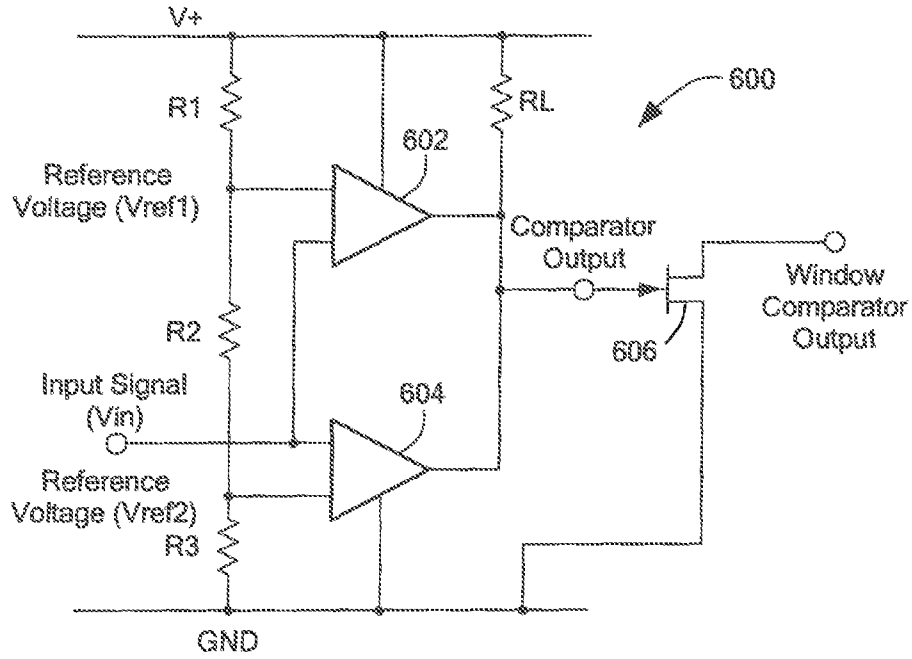 V+
600
R1
RL
602
Reference
Voltage (Vref1)
Comparator
Output
Window
Comparator
Output
R2
606
Input Signal
(Vin)
604
Reference
Voltage (Vref2)
R3
GND